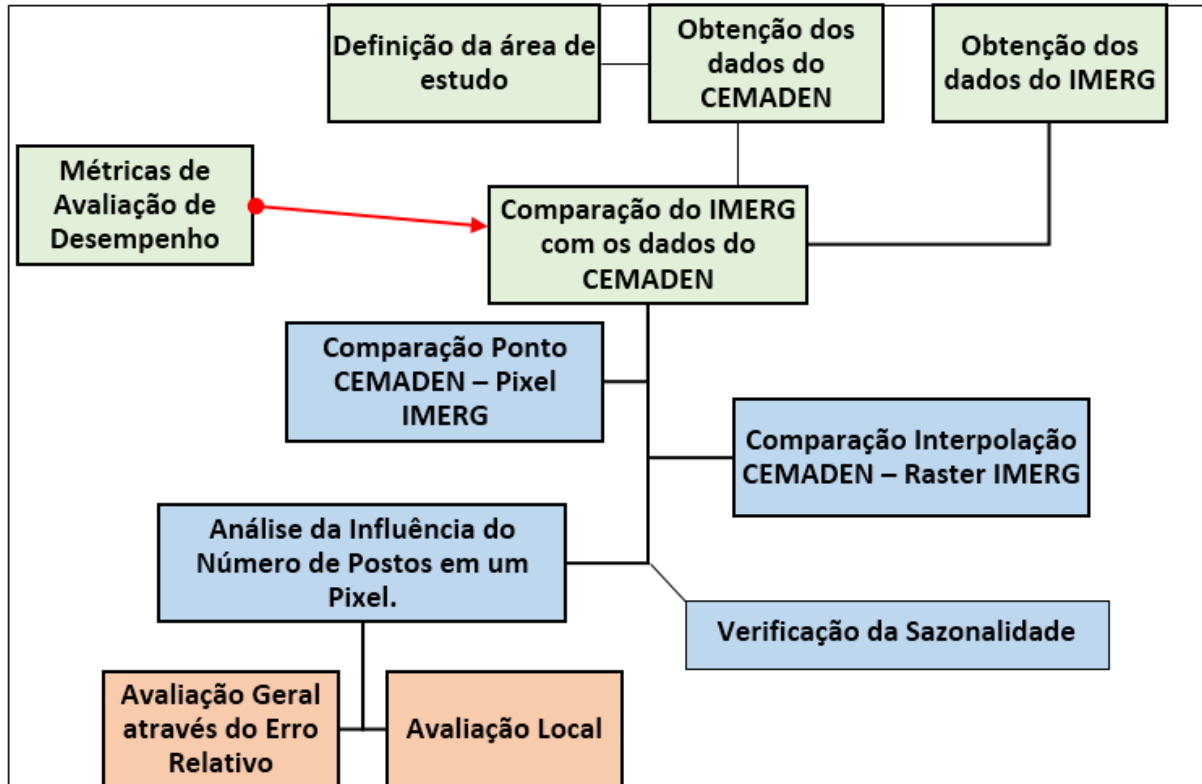 Definição da área de
estudo
Obtenção dos
dados do
CEMADEN
Obtenção dos
dados do IMERG
Métricas de
Avaliação de
Desempenho
Comparação do IMERG
com os dados do
CEMADEN
Comparação Ponto
CEMADEN – Pixel
IMERG
Comparação Interpolação
CEMADEN – Raster IMERG
Análise da Influência do
Número de Postos em um
Pixel.
Verificação da Sazonalidade
Avaliação Geral
através do Erro
Relativo
Avaliação Local